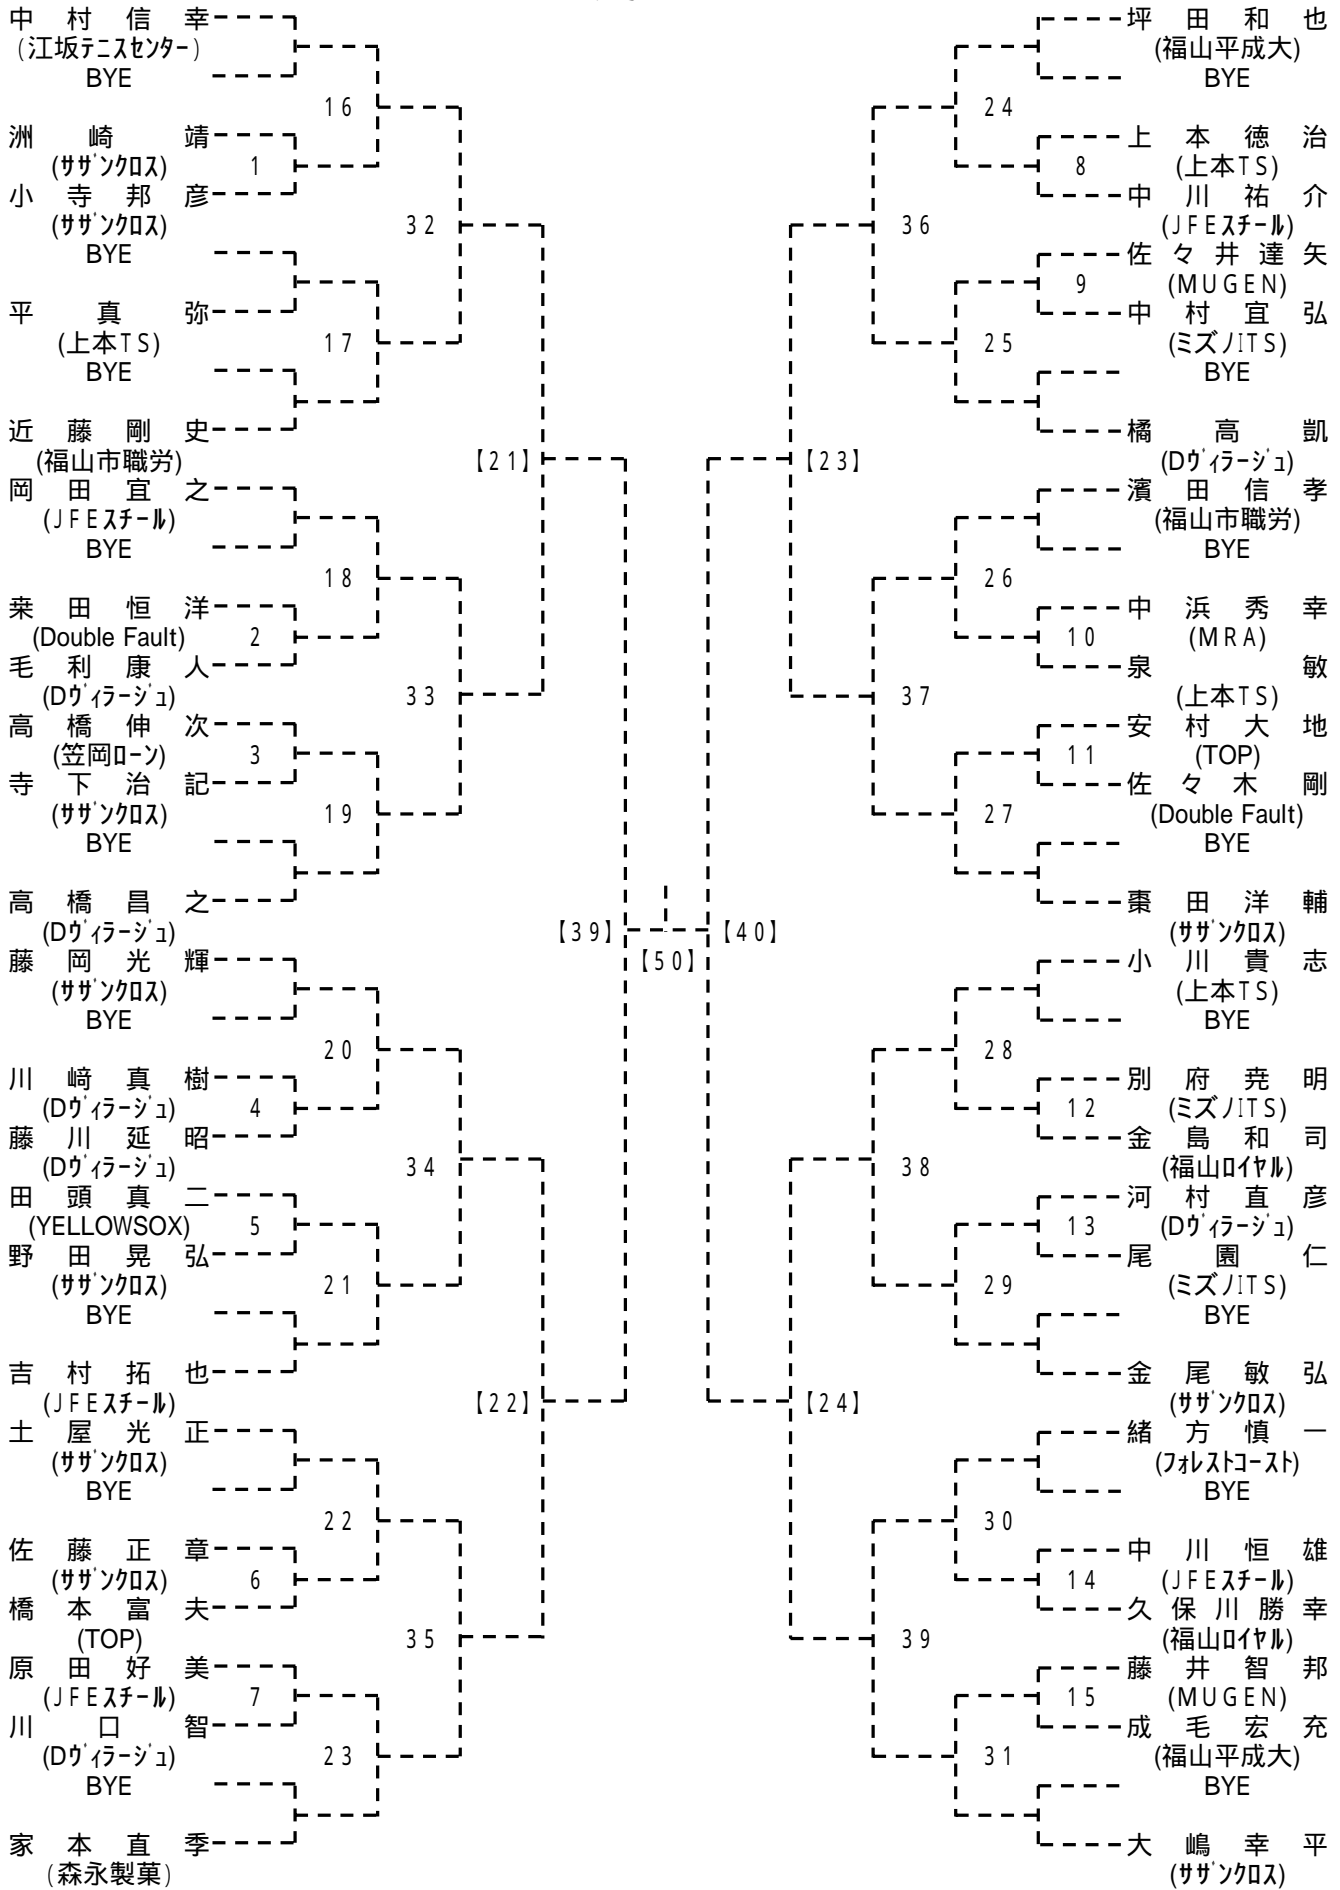 中村信幸
(江坂ﾃﾆｽｾﾝﾀｰ)
BYE
16
洲崎靖
(ｻｻﾞﾝｸﾛｽ)
1
小寺邦彦
(ｻｻﾞﾝｸﾛｽ)
32
BYE
平真弥
(上本TS)
17
BYE
近藤剛史
(福山市職労)
【21】
岡田宜之
(JFEｽﾁｰﾙ)
BYE
18
桒田恒洋
(Double Fault)
2
毛利康人
(Dｳﾞｨﾗｰｼﾞｭ)
33
高橋伸次
(笠岡ﾛｰﾝ)
3
寺下治記
(ｻｻﾞﾝｸﾛｽ)
19
BYE
高橋昌之
(Dｳﾞｨﾗｰｼﾞｭ)
【39】
藤岡光輝
(ｻｻﾞﾝｸﾛｽ)
BYE
20
川﨑真樹
(Dｳﾞｨﾗｰｼﾞｭ)
4
藤川延昭
(Dｳﾞｨﾗｰｼﾞｭ)
34
田頭真二
(YELLOWSOX)
5
野田晃弘
(ｻｻﾞﾝｸﾛｽ)
21
BYE
吉村拓也
(JFEｽﾁｰﾙ)
【22】
土屋光正
(ｻｻﾞﾝｸﾛｽ)
BYE
22
佐藤正章
(ｻｻﾞﾝｸﾛｽ)
6
橋本富夫
(TOP)
35
原田好美
(JFEｽﾁｰﾙ)
7
川口智
(Dｳﾞｨﾗｰｼﾞｭ)
23
BYE
家本直季
(森永製菓)
【50】
坪田和也
(福山平成大)
BYE
24
上本徳治
(上本TS)
8
中川祐介
(JFEｽﾁｰﾙ)
36
佐々井達矢
(MUGEN)
9
中村宜弘
(ミズノITS)
25
BYE
橘高凱
(Dｳﾞｨﾗｰｼﾞｭ)
【23】
濱田信孝
(福山市職労)
BYE
26
中浜秀幸
(MRA)
10
泉敏
(上本TS)
37
安村大地
(TOP)
11
佐々木剛
(Double Fault)
27
BYE
棗田洋輔
(ｻｻﾞﾝｸﾛｽ)
【40】
小川貴志
(上本TS)
BYE
28
別府尭明
(ミズノITS)
12
金島和司
(福山ﾛｲﾔﾙ)
38
河村直彦
(Dｳﾞｨﾗｰｼﾞｭ)
13
尾園仁
(ミズノITS)
29
BYE
金尾敏弘
(ｻｻﾞﾝｸﾛｽ)
【24】
緒方慎一
(ﾌｫﾚｽﾄｺｰｽﾄ)
BYE
30
中川恒雄
(JFEｽﾁｰﾙ)
14
久保川勝幸
(福山ﾛｲﾔﾙ)
39
藤井智邦
(MUGEN)
15
成毛宏充
(福山平成大)
31
BYE
大嶋幸平
(ｻｻﾞﾝｸﾛｽ)